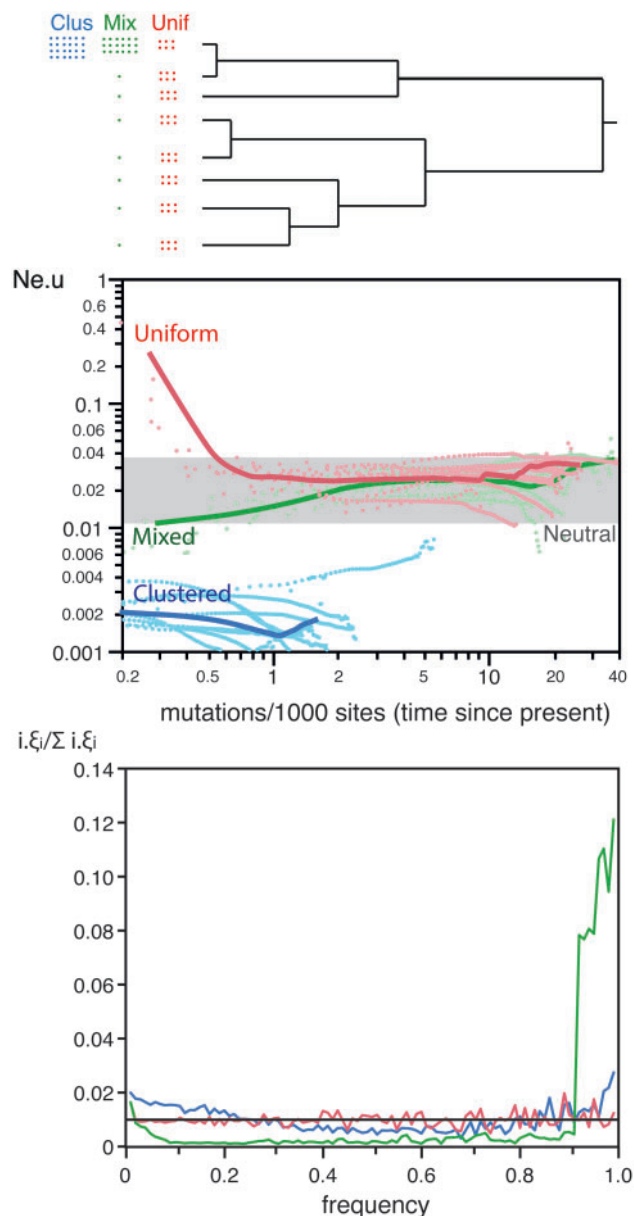 Clus Mix Unif
Ne.u
1
0.6
0.4
0.2
0.1
0.06
0.04
0.02
0.01
0.006
0.004
0.002
0.001
Uniform
Mixed
Neutral
Clustered
0.2 0.5 1 2 5 10 20 40
mutations/1000 sites (time since present)
i.ξi/Σ i.ξi
0.14
0.12
0.10
0.08
0.06
0.04
0.02
0
0 0.2 0.4 0.6 0.8 1.0
frequency